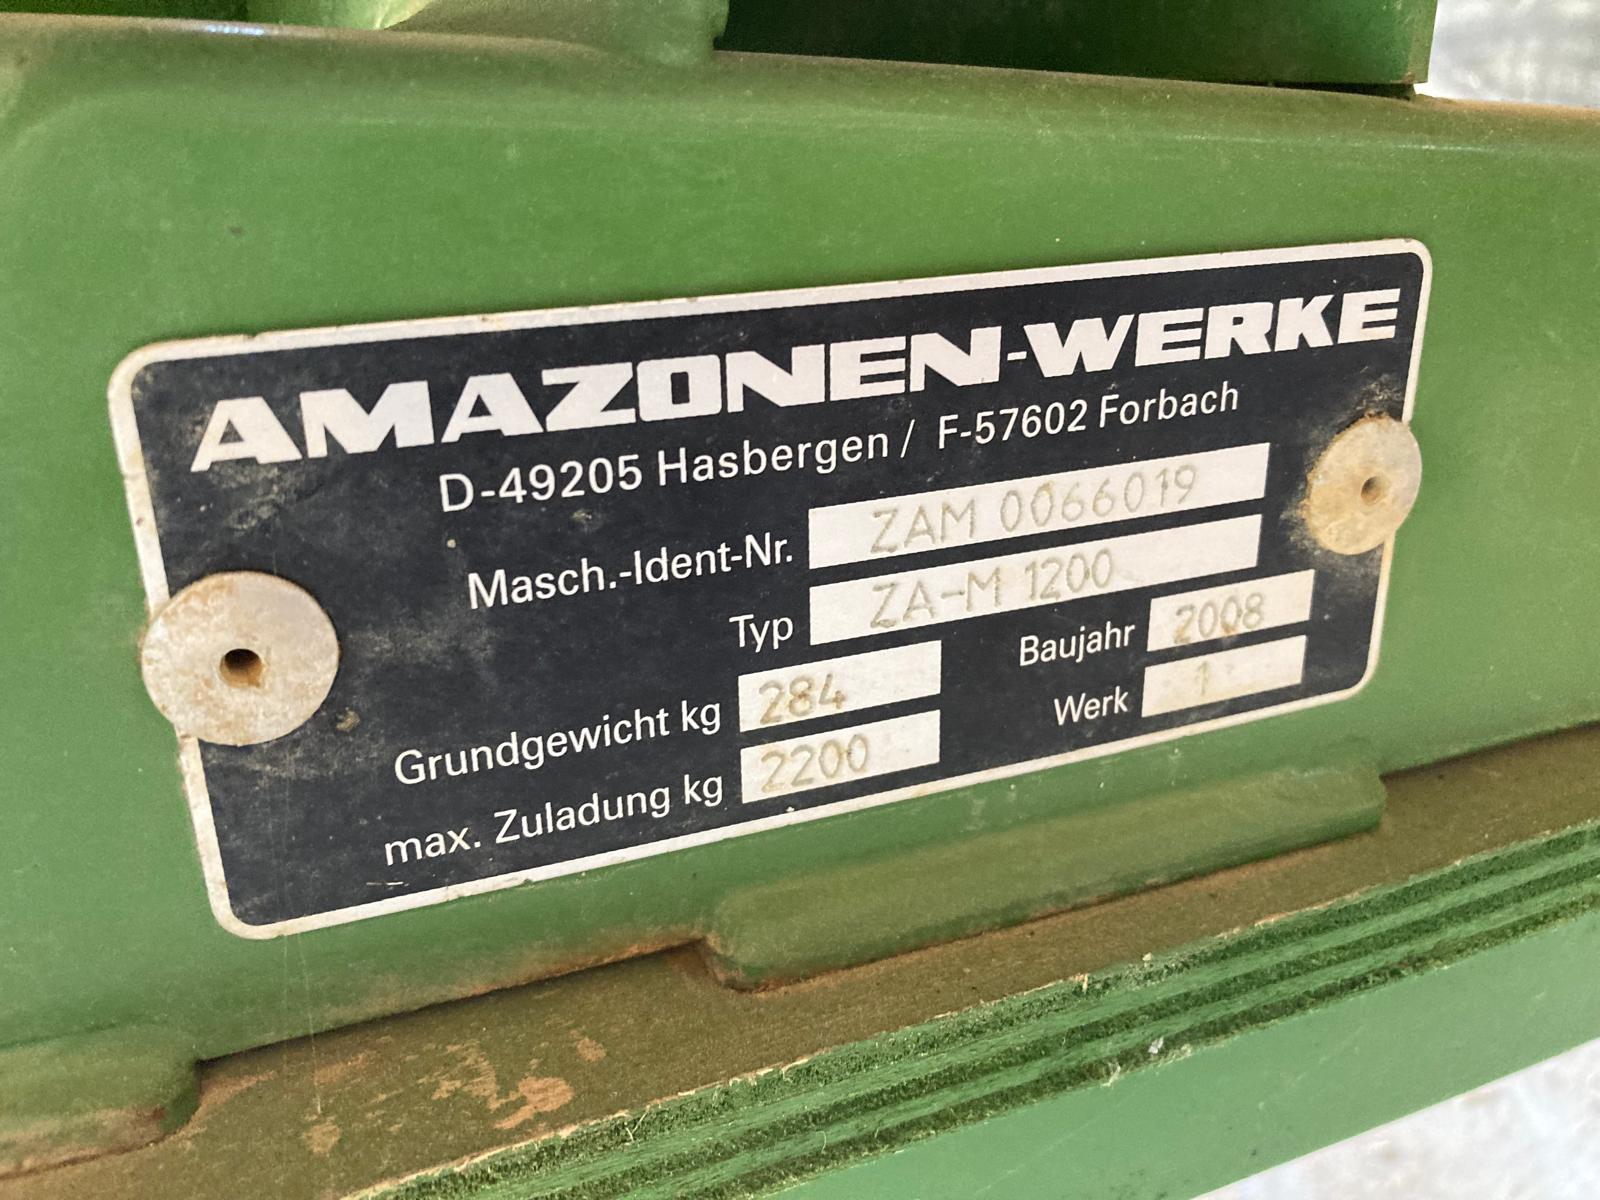 AMAZONEN-WERKE
D-49205 Hasbergen / F-57602 Forbach
Masch.-Ident-Nr. ZAM 0066019
Typ ZA-M 1200
Grundgewicht kg 284 Baujahr 2008
max. Zuladung kg 2200 Werk 1